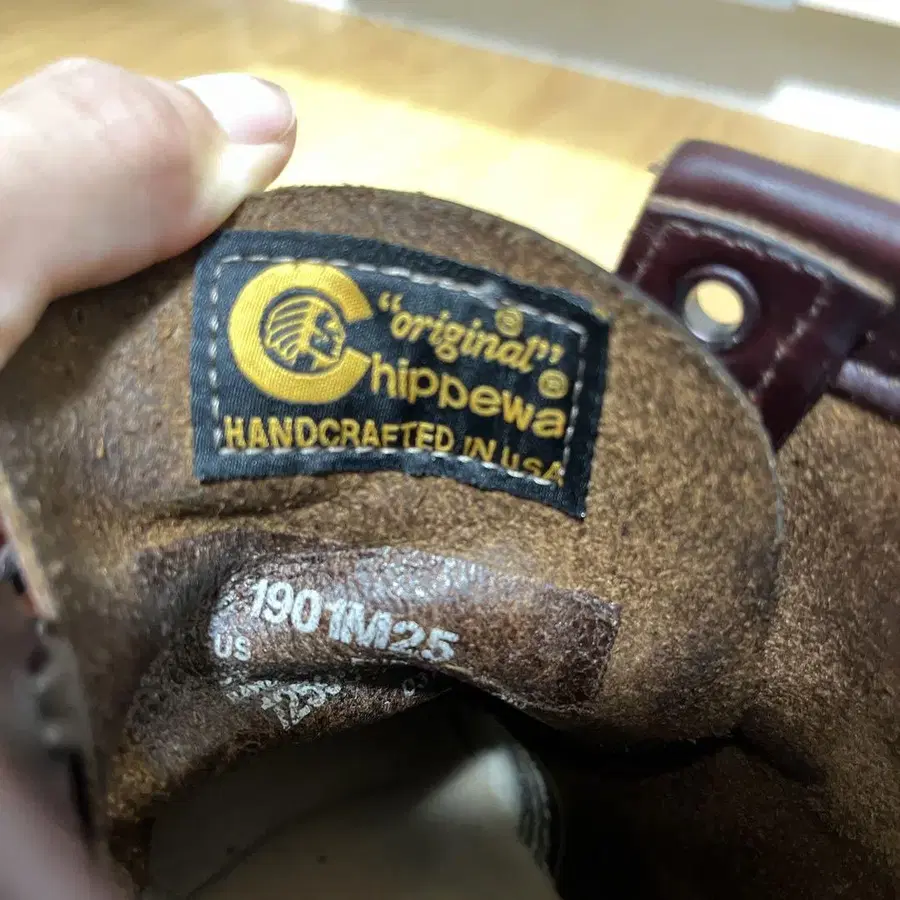 "original"®
Chippewa®
HANDCRAFTED IN USA
1901M25
US